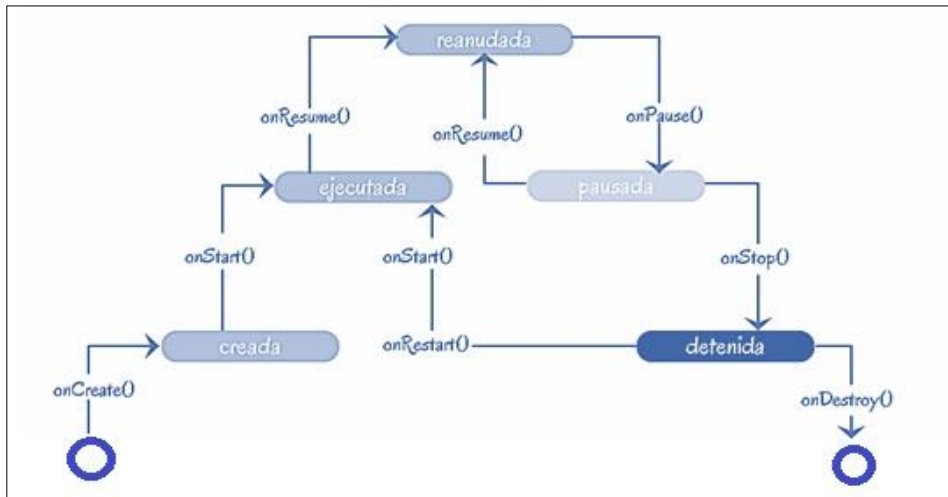 reanudada
onResume()
onResume()
onPause()
ejecutada
pausada
onStart()
onStart()
onStop()
creada
onRestart()
detenida
onCreate()
onDestroy()